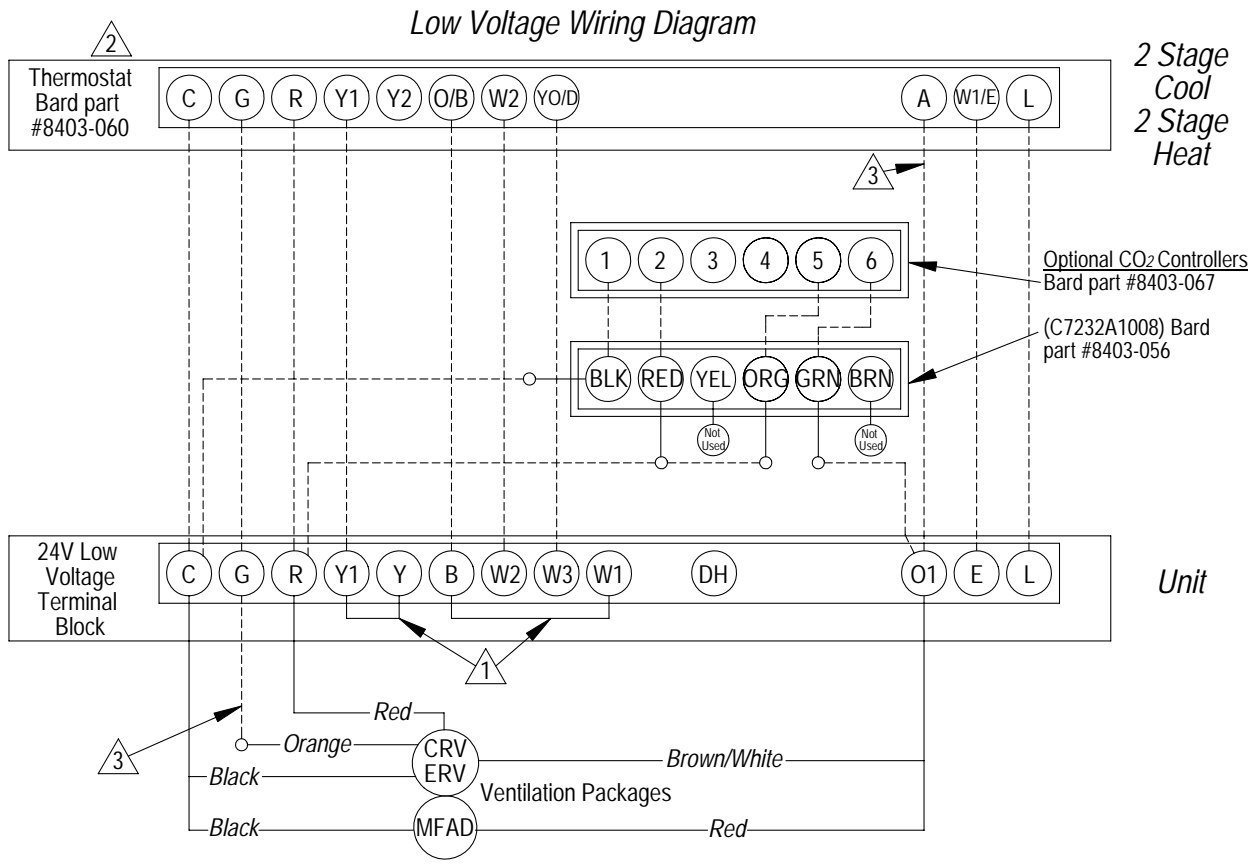 Low Voltage Wiring Diagram
2
Thermostat
Bard part
#8403-060
C G R Y1 Y2 O/B W2 YO/D A W1/E L
2 Stage
Cool
2 Stage
Heat
3
1 2 3 4 5 6
Optional CO2 Controllers
Bard part #8403-067
(C7232A1008) Bard
part #8403-056
BLK RED YEL ORG GRN BRN
Not
Used
Not
Used
24V Low
Voltage
Terminal
Block
C G R Y1 Y B W2 W3 W1 DH O1 E L
Unit
1
3
Red
Orange
Black
CRV
ERV
Brown/White
Ventilation Packages
Black
MFAD
Red